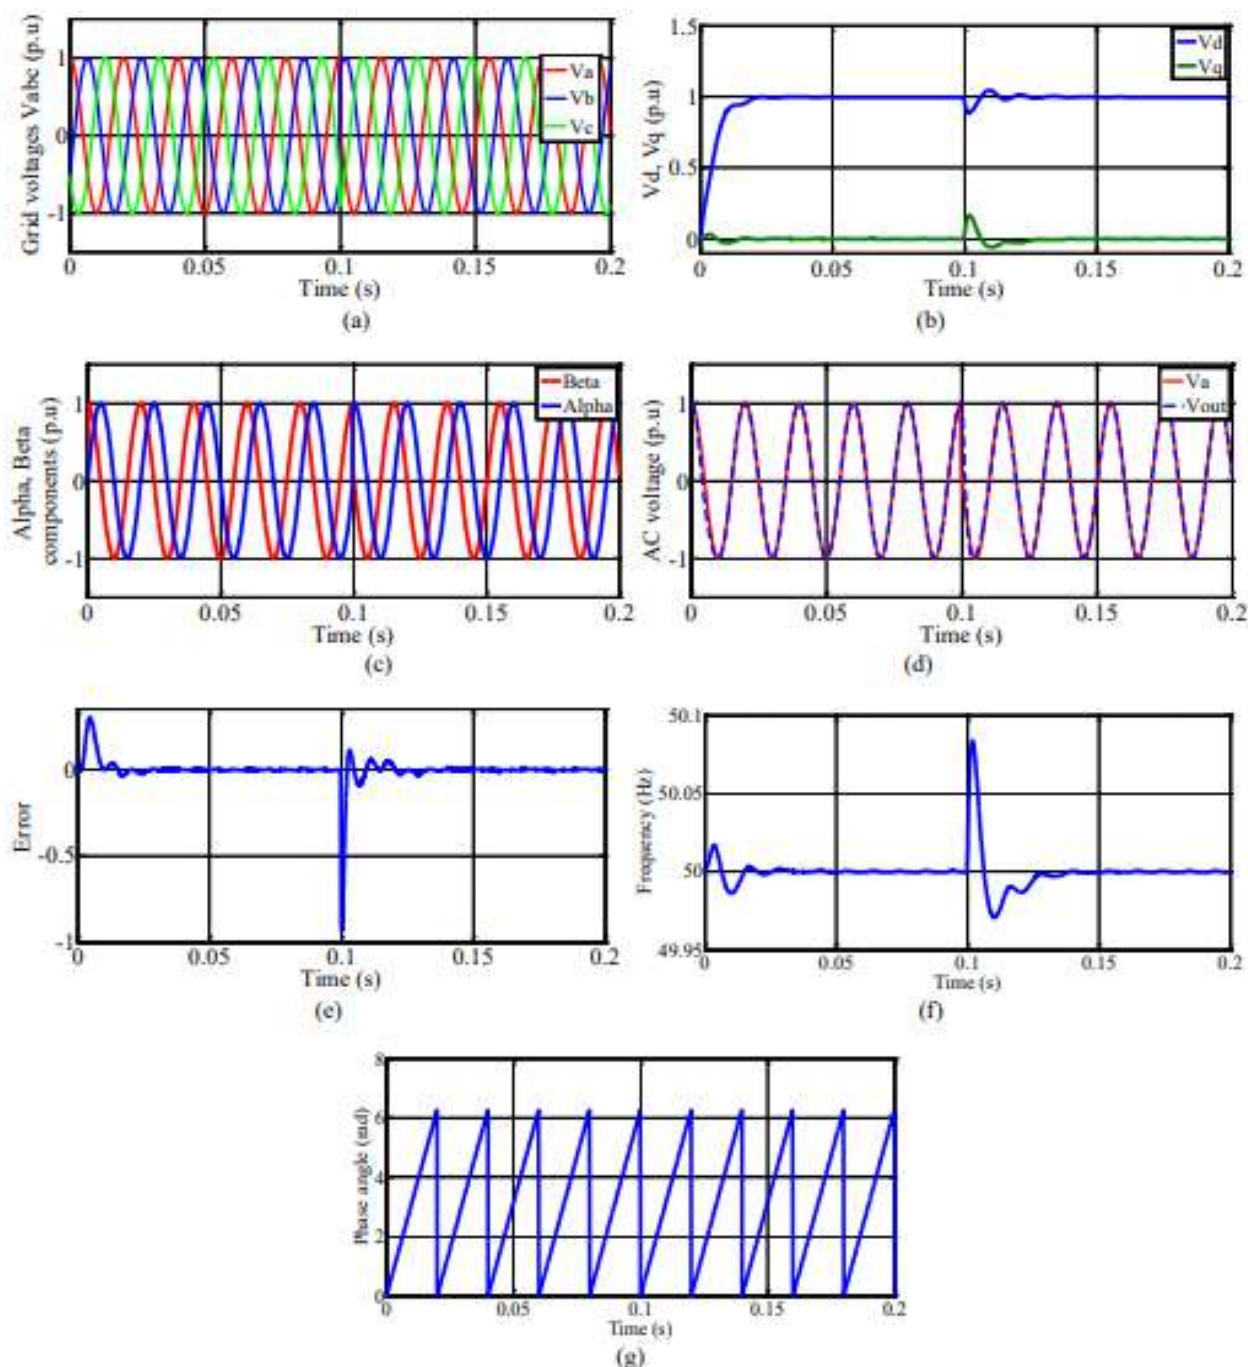 Grid voltages Vabc (p.u)
1
0
-1
Va
Vb
Vc
0 0.05 0.1 0.15 0.2
Time (s)
(a)
Vd, Vq (p.u)
1.5
1
0.5
0
Vd
Vq
0 0.05 0.1 0.15 0.2
Time (s)
(b)
Alpha, Beta
components (p.u)
1
0
-1
Beta
Alpha
0 0.05 0.1 0.15 0.2
Time (s)
(c)
AC voltage (p.u)
1
0
-1
Va
Vout
0 0.05 0.1 0.15 0.2
Time (s)
(d)
Error
0
-0.5
-1
0 0.05 0.1 0.15 0.2
Time (s)
(e)
Frequency (Hz)
50.1
50.05
50
49.95
0 0.05 0.1 0.15 0.2
Time (s)
(f)
Phase angle (rad)
8
6
4
2
0
0 0.05 0.1 0.15 0.2
Time (s)
(g)